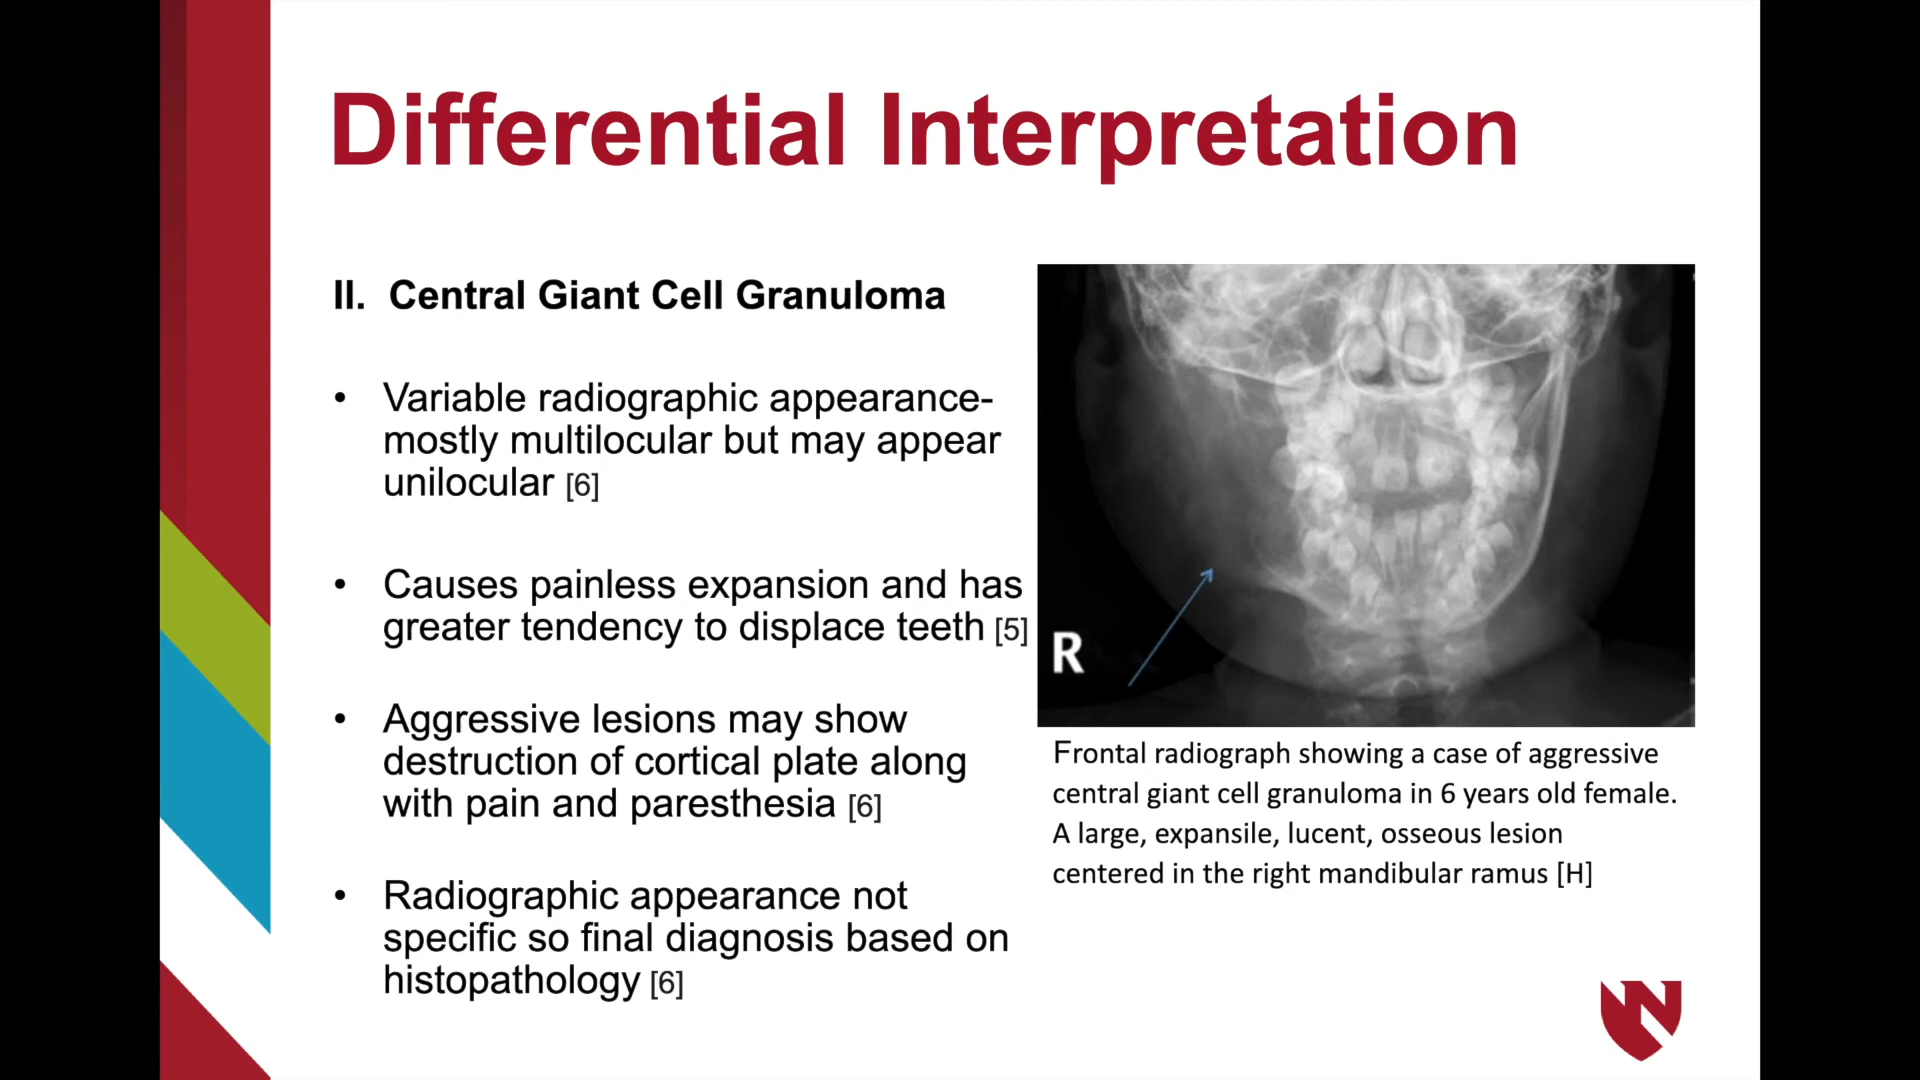 Differential Interpretation
II. Central Giant Cell Granuloma
• Variable radiographic appearance-
mostly multilocular but may appear
unilocular [6]
• Causes painless expansion and has
greater tendency to displace teeth [5]
• Aggressive lesions may show
destruction of cortical plate along
with pain and paresthesia [6]
• Radiographic appearance not
specific so final diagnosis based on
histopathology [6]
R
Frontal radiograph showing a case of aggressive
central giant cell granuloma in 6 years old female.
A large, expansile, lucent, osseous lesion
centered in the right mandibular ramus [H]
N